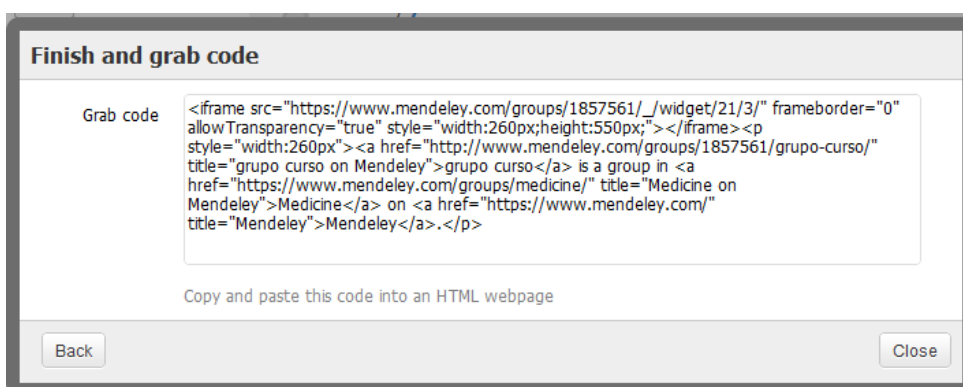 Finish and grab code
Grab code
<iframe src="https://www.mendeley.com/groups/1857561/_/widget/21/3/" frameborder="0"
allowTransparency="true" style="width:260px;height:550px;"></iframe><p
style="width:260px"><a href="http://www.mendeley.com/groups/1857561/grupo-curso/"
title="grupo curso on Mendeley">grupo curso</a> is a group in <a
href="https://www.mendeley.com/groups/medicine/" title="Medicine on
Mendeley">Medicine</a> on <a href="https://www.mendeley.com/"
title="Mendeley">Mendeley</a>.</p>
Copy and paste this code into an HTML webpage
Back
Close